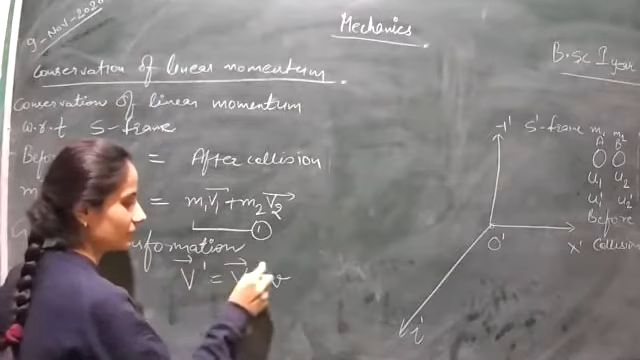 9-Nov-2020
Mechanics
B.Sc I year
Conservation of linear momentum
Conservation of linear momentum
w.r.t S-frame
Before = After collision
m = m₁V₁ + m₂V₂
①
V' = V v
S'-frame m₁ m₂
A B
u₁ u₂
u₁' u₂'
Before
Collision
O'
X'